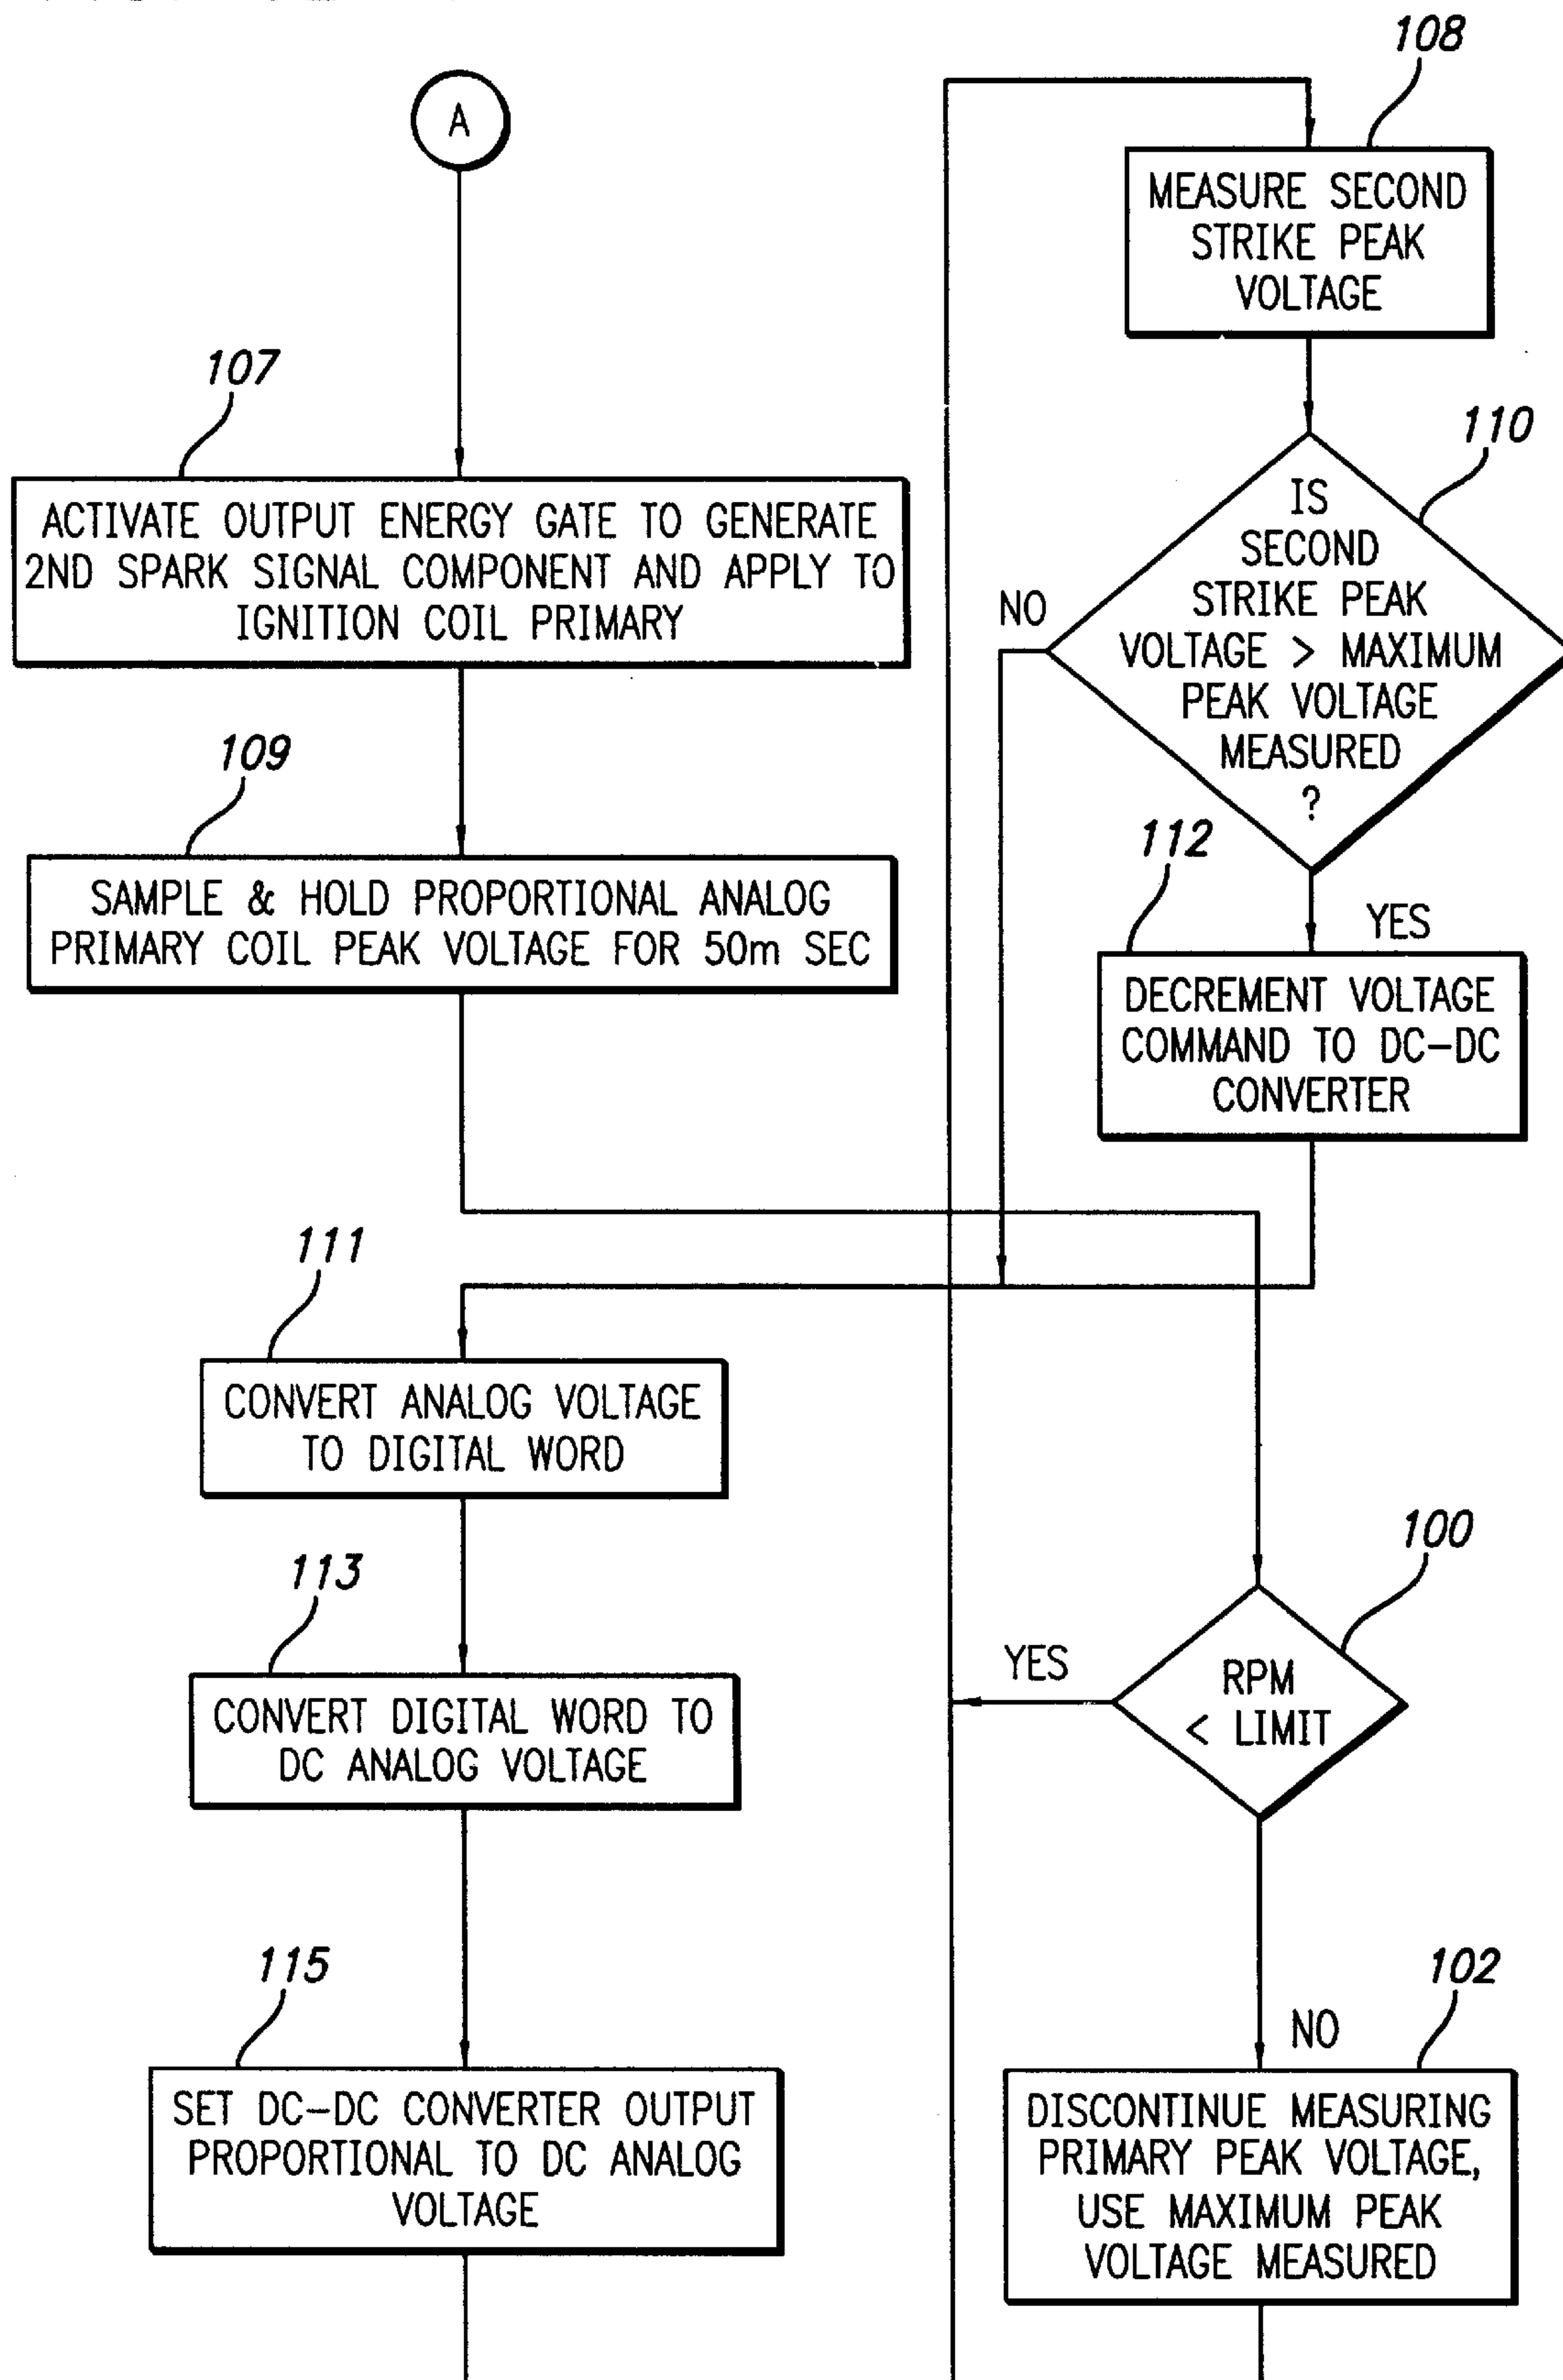 A
107
ACTIVATE OUTPUT ENERGY GATE TO GENERATE
2ND SPARK SIGNAL COMPONENT AND APPLY TO
IGNITION COIL PRIMARY
109
SAMPLE & HOLD PROPORTIONAL ANALOG
PRIMARY COIL PEAK VOLTAGE FOR 50m SEC
111
CONVERT ANALOG VOLTAGE
TO DIGITAL WORD
113
CONVERT DIGITAL WORD TO
DC ANALOG VOLTAGE
115
SET DC-DC CONVERTER OUTPUT
PROPORTIONAL TO DC ANALOG
VOLTAGE
108
MEASURE SECOND
STRIKE PEAK
VOLTAGE
110
IS
SECOND
STRIKE PEAK
VOLTAGE > MAXIMUM
PEAK VOLTAGE
MEASURED
?
NO
YES
112
DECREMENT VOLTAGE
COMMAND TO DC-DC
CONVERTER
100
RPM
< LIMIT
YES
NO
102
DISCONTINUE MEASURING
PRIMARY PEAK VOLTAGE,
USE MAXIMUM PEAK
VOLTAGE MEASURED